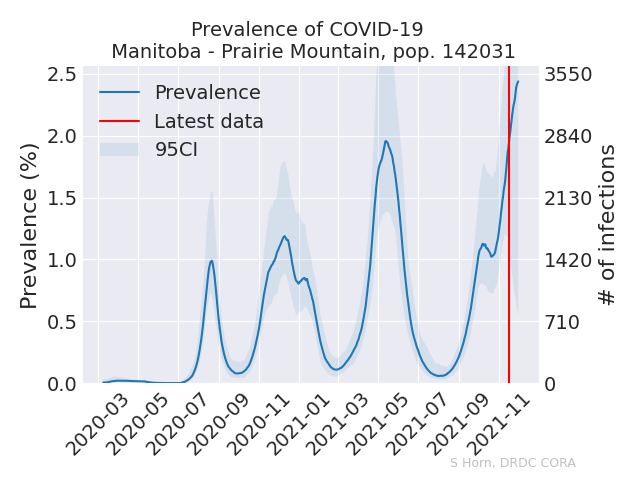 Prevalence of COVID-19
Manitoba - Prairie Mountain, pop. 142031
Prevalence
Latest data
95CI
Prevalence (%)
2.5
2.0
1.5
1.0
0.5
0.0
3550
2840
2130
1420
710
0
# of infections
2020-03
2020-05
2020-07
2020-09
2020-11
2021-01
2021-03
2021-05
2021-07
2021-09
2021-11
S Horn, DRDC CORA